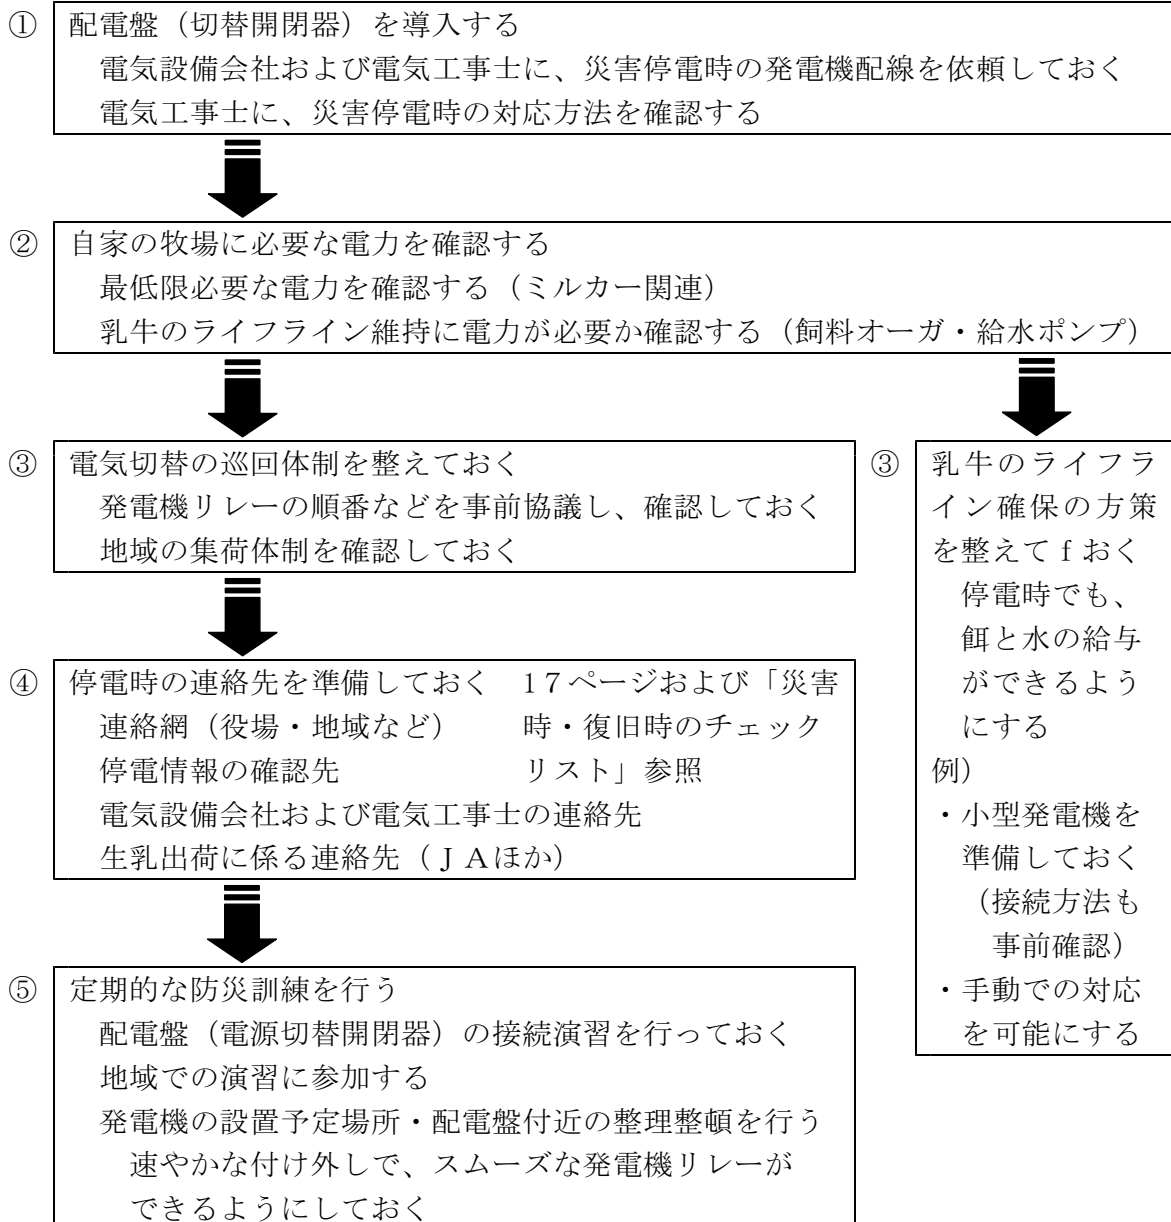 ① 配電盤（切替開閉器）を導入する
電気設備会社および電気工事士に、災害停電時の発電機配線を依頼しておく
電気工事士に、災害停電時の対応方法を確認する
② 自家の牧場に必要な電力を確認する
最低限必要な電力を確認する（ミルカー関連）
乳牛のライフライン維持に電力が必要か確認する（飼料オーガ・給水ポンプ）
③ 電気切替の巡回体制を整えておく
発電機リレーの順番などを事前協議し、確認しておく
地域の集荷体制を確認しておく
④ 停電時の連絡先を準備しておく　１７ページおよび「災害
連絡網（役場・地域など）　時・復旧時のチェック
停電情報の確認先　リスト」参照
電気設備会社および電気工事士の連絡先
生乳出荷に係る連絡先（ＪＡほか）
⑤ 定期的な防災訓練を行う
配電盤（電源切替開閉器）の接続演習を行っておく
地域での演習に参加する
発電機の設置予定場所・配電盤付近の整理整頓を行う
速やかな付け外しで、スムーズな発電機リレーが
できるようにしておく
③ 乳牛のライフラ
イン確保の方策
を整えてｆおく
停電時でも、
餌と水の給与
ができるよう
にする
例）
・小型発電機を
準備しておく
（接続方法も
事前確認）
・手動での対応
を可能にする